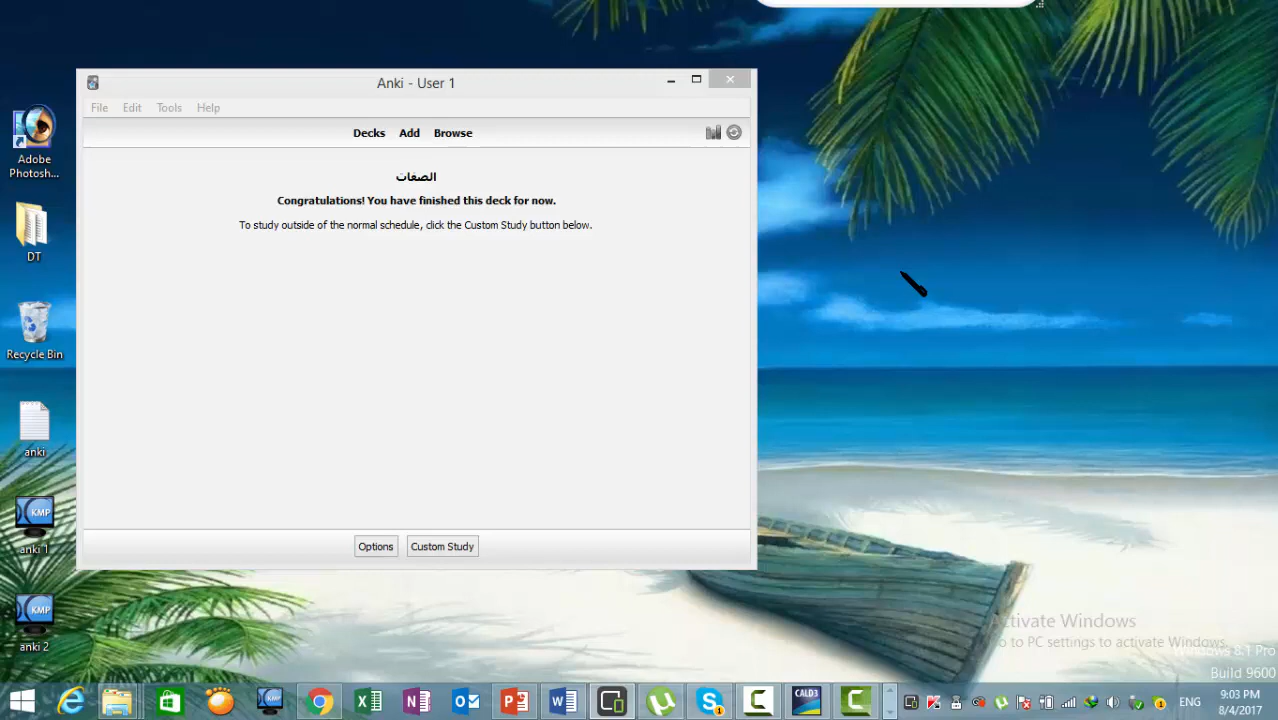 Anki - User 1
File Edit Tools Help
Decks Add Browse
الصفات
Congratulations! You have finished this deck for now.
To study outside of the normal schedule, click the Custom Study button below.
Options Custom Study
Adobe
Photosh...
DT
Recycle Bin
anki
KMP
anki 1
KMP
anki 2
Activate Windows
Go to PC settings to activate Windows.
Windows 8.1 Pro
Build 9600
CALD3
ENG
9:03 PM
8/4/2017